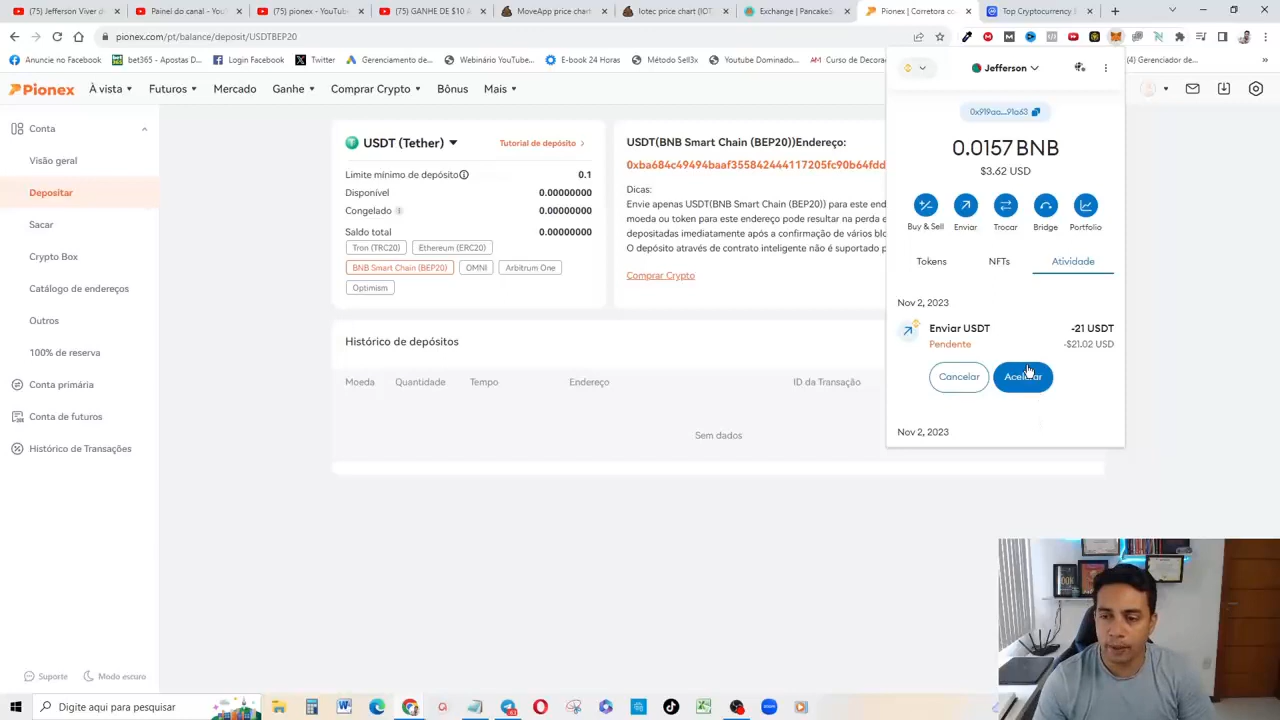 (75) Jefferson Viver d
Painel do canal - You
(75) pionex - YouTube
(75) GANHE DE $10 A
MoveApp price chart
Iotec price chart (IOT
Exchange | PancakeS
Pionex | Corretora c
Top Cryptocurrency
pionex.com/pt/balance/deposit/USDTBEP20
Anuncie no Facebook
bet365 - Apostas De
Login Facebook
Twitter
Gerenciamento de...
Webinário YouTube...
E-book 24 Horas
Método Sell3x
Youtube Dominado...
Curso de Decora
(4) Gerenciador de...
»
Pionex
À vista
Futuros
Mercado
Ganhe
Comprar Crypto
Bônus
Mais
Conta
Visão geral
Depositar
Sacar
Crypto Box
Catálogo de endereços
Outros
100% de reserva
Conta primária
Conta de futuros
Histórico de Transações
Suporte
Modo escuro
USDT (Tether)
Tutorial de depósito >
Limite mínimo de depósito
0.1
Disponível
0.00000000
Congelado
0.00000000
Saldo total
0.00000000
Tron (TRC20)
Ethereum (ERC20)
BNB Smart Chain (BEP20)
OMNI
Arbitrum One
Optimism
USDT(BNB Smart Chain (BEP20))Endereço:
0xba684c49494baaf355842444117205fc90b64fdd
Dicas:
Envie apenas USDT(BNB Smart Chain (BEP20)) para este end
moeda ou token para este endereço pode resultar na perda e
depositadas imediatamente após a confirmação de vários blo
O depósito através de contrato inteligente não é suportado p
Comprar Crypto
Histórico de depósitos
Moeda
Quantidade
Tempo
Endereço
ID da Transação
Sem dados
Jefferson
0x919aa...91a63
0.0157 BNB
$3.62 USD
Buy & Sell
Enviar
Trocar
Bridge
Portfolio
Tokens
NFTs
Atividade
Nov 2, 2023
Enviar USDT
-21 USDT
Pendente
-$21.02 USD
Cancelar
Acelerar
Nov 2, 2023
Digite aqui para pesquisar